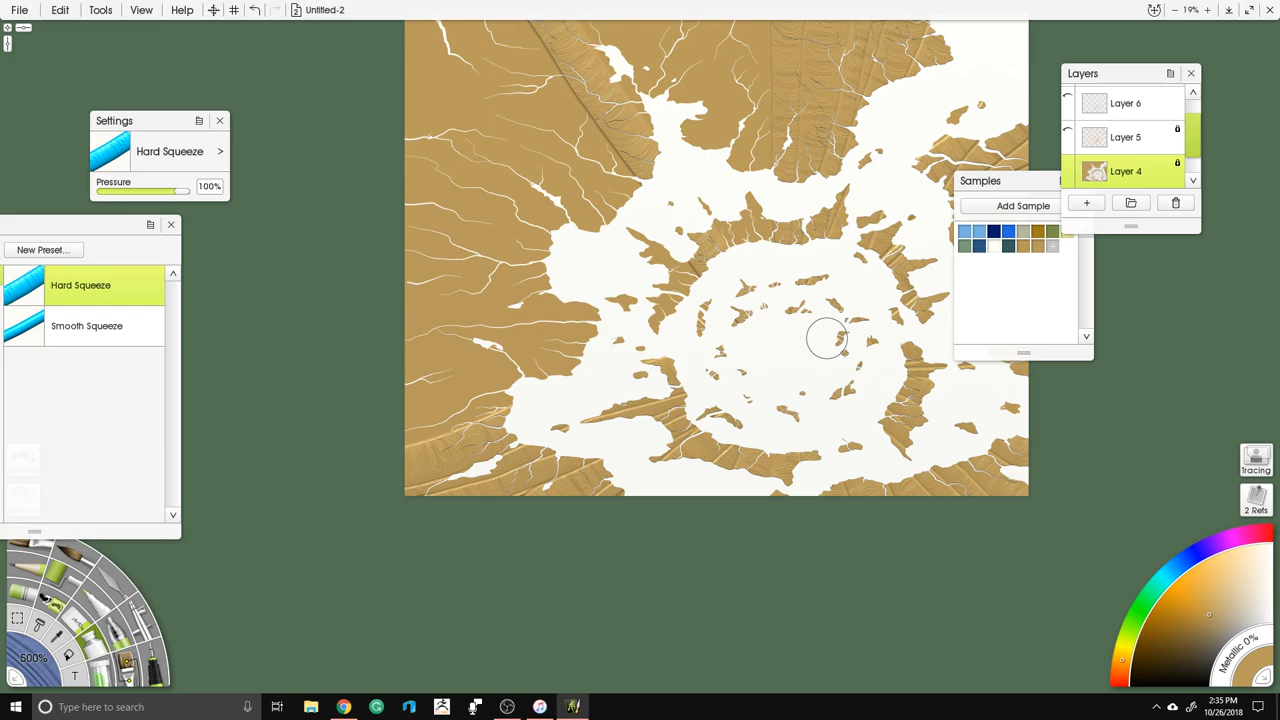 File Edit Tools View Help Untitled-2 19%
Layers
Layer 6
Layer 5
Layer 4
Settings
Hard Squeeze >
Pressure
100%
Samples
Add Sample
New Preset...
Hard Squeeze
Smooth Squeeze
Tracing
2 Refs
500%
T
Metallic 0%
Type here to search
2:35 PM
10/26/2018